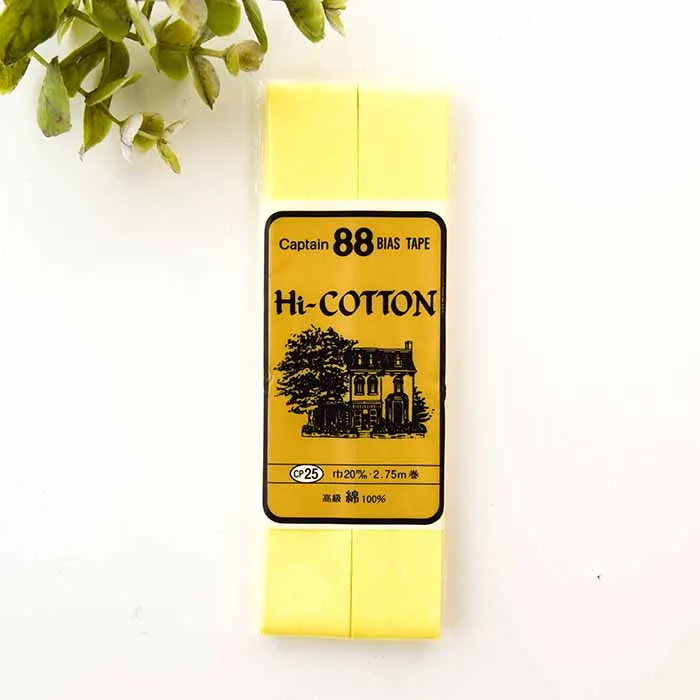 Captain 88 BIAS TAPE
Hi-COTTON
CP25 巾20m/m・2.75m巻
高級 綿 100%